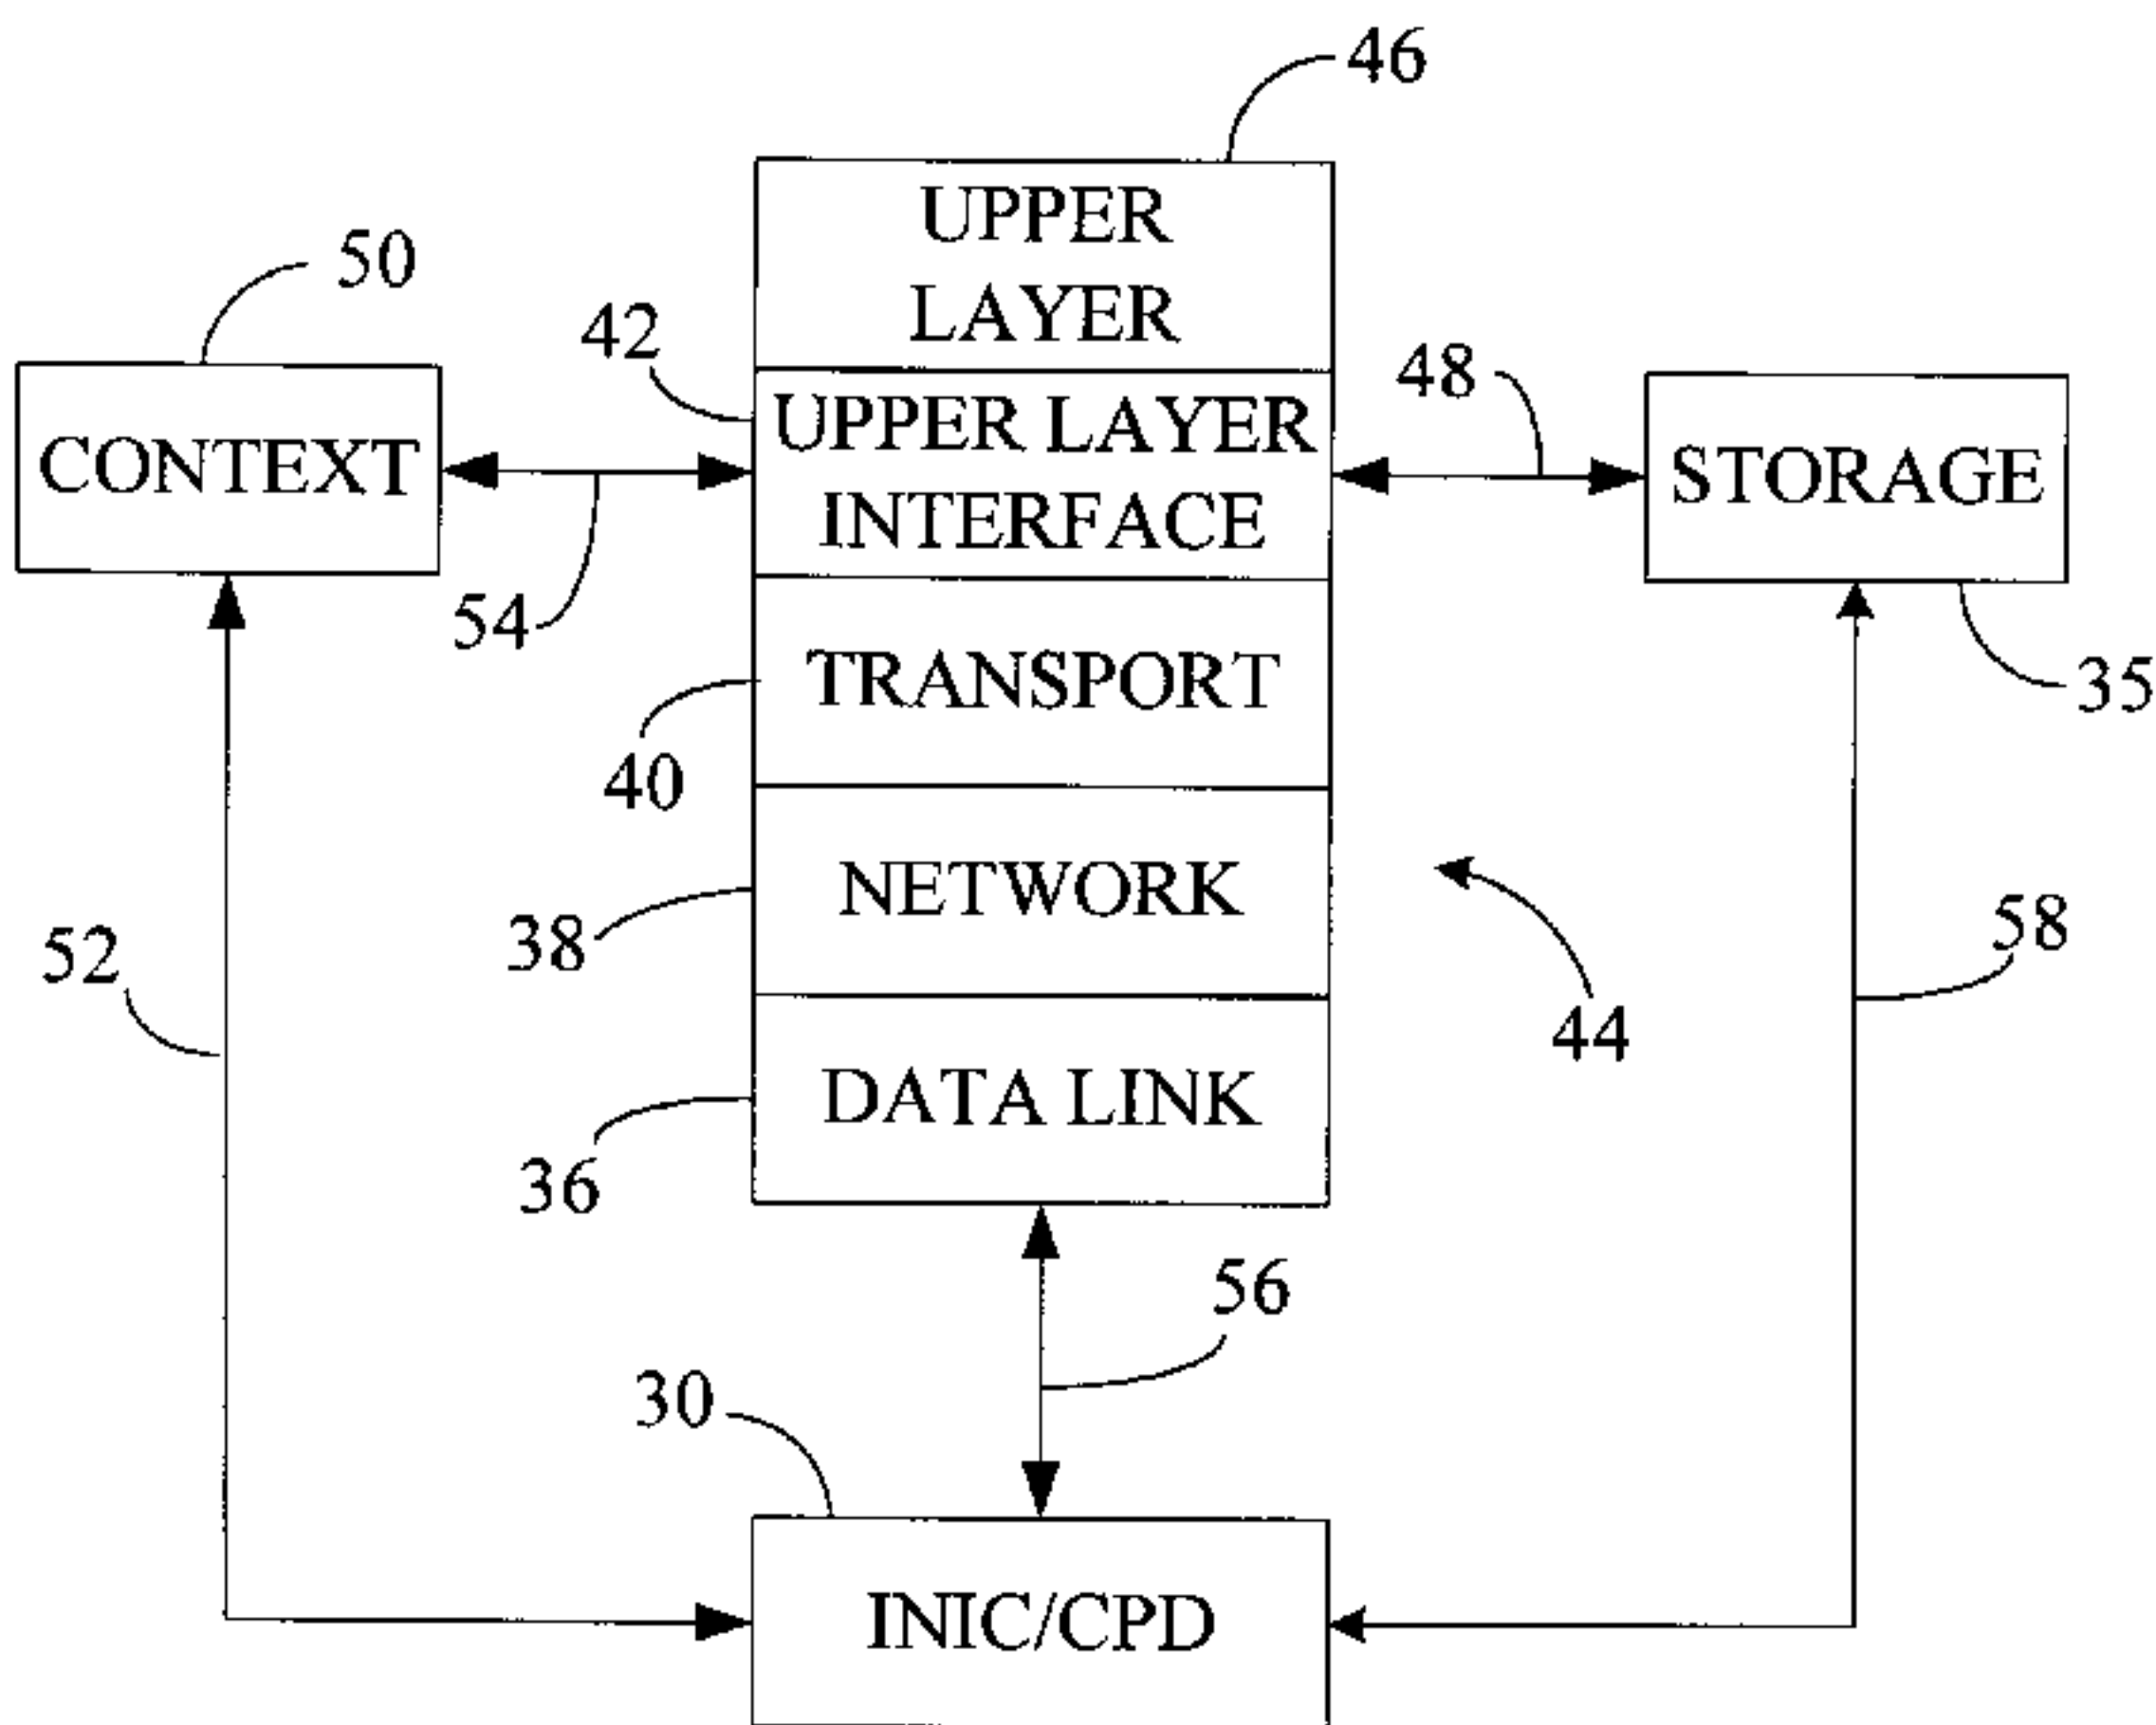 46
UPPER
LAYER
50
42
48
UPPER LAYER
INTERFACE
CONTEXT
STORAGE
54
35
TRANSPORT
40
NETWORK
38
52
58
44
DATA LINK
36
56
30
INIC/CPD